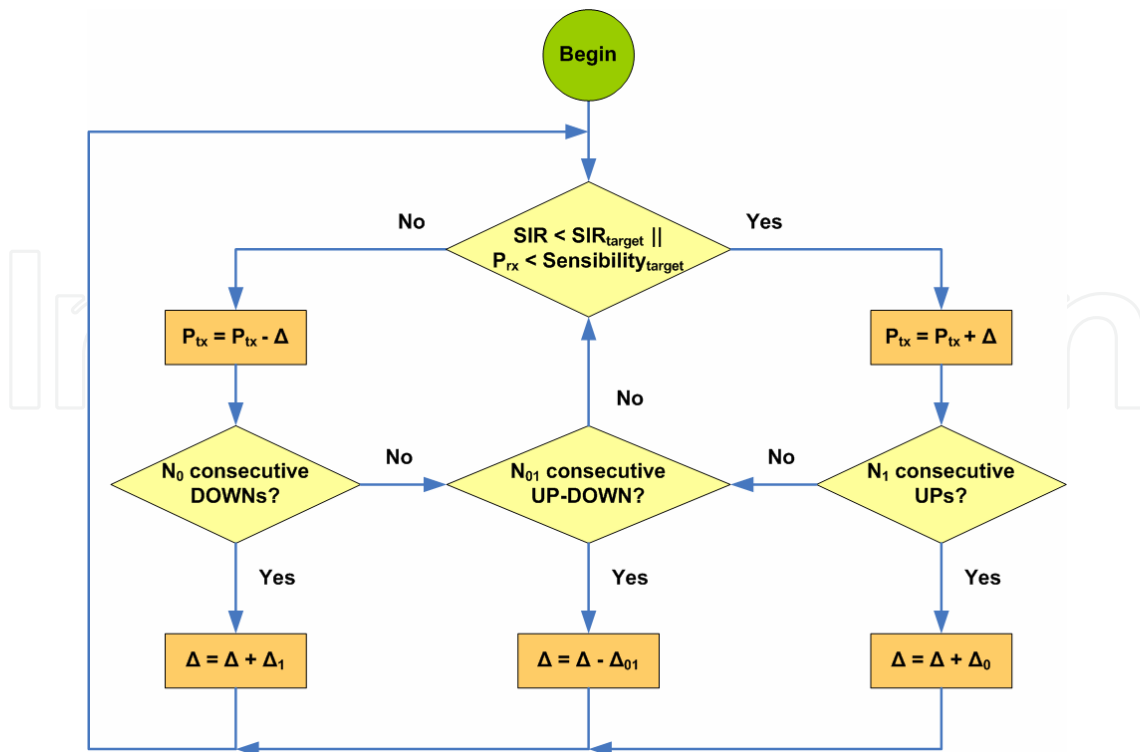 Begin
No
Yes
SIR < SIRtarget ||
Prx < Sensibilitytarget
Ptx = Ptx - Δ
Ptx = Ptx + Δ
No
N0 consecutive
DOWNs?
No
N01 consecutive
UP-DOWN?
No
N1 consecutive
UPs?
Yes
Yes
Yes
Δ = Δ + Δ1
Δ = Δ - Δ01
Δ = Δ + Δ0